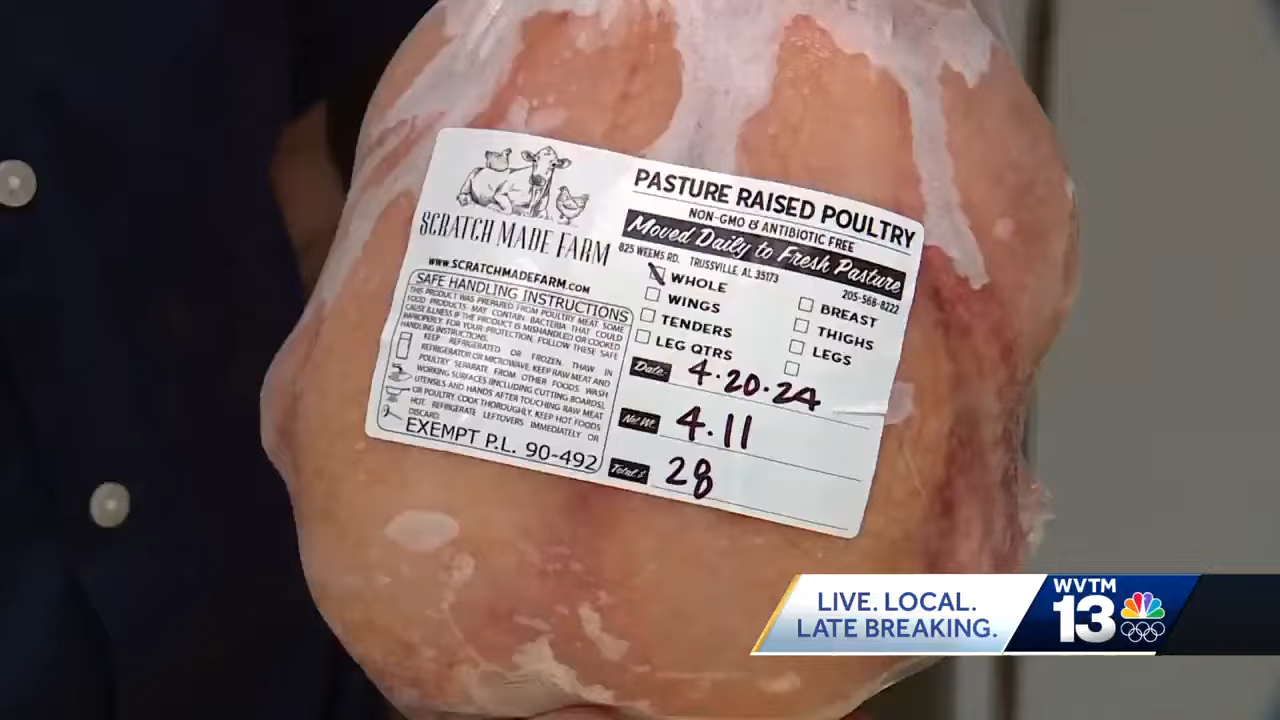 SCRATCH MADE FARM
www.SCRATCHMADEFARM.com
SAFE HANDLING INSTRUCTIONS
THIS PRODUCT WAS PREPARED FROM POULTRY MEAT. SOME
FOOD PRODUCTS MAY CONTAIN BACTERIA THAT COULD
CAUSE ILLNESS IF THE PRODUCT IS MISHANDLED OR COOKED
IMPROPERLY. FOR YOUR PROTECTION, FOLLOW THESE SAFE
HANDLING INSTRUCTIONS.
KEEP REFRIGERATED OR FROZEN. THAW IN
REFRIGERATOR OR MICROWAVE. KEEP RAW MEAT AND
POULTRY SEPARATE FROM OTHER FOODS. WASH
WORKING SURFACES (INCLUDING CUTTING BOARDS),
UTENSILS AND HANDS AFTER TOUCHING RAW MEAT
OR POULTRY. COOK THOROUGHLY. KEEP HOT FOODS
HOT. REFRIGERATE LEFTOVERS IMMEDIATELY OR
DISCARD.
EXEMPT P.L. 90-492
PASTURE RAISED POULTRY
NON-GMO & ANTIBIOTIC FREE
Moved Daily to Fresh Pasture
825 WEEMS RD. TRUSSVILLE, AL 35173
205-568-8222
WHOLE
WINGS
TENDERS
LEG QTRS
BREAST
THIGHS
LEGS
Date: 4.20.24
Net Wt. 4.11
Total $ 28
LIVE. LOCAL.
LATE BREAKING.
WVTM
13